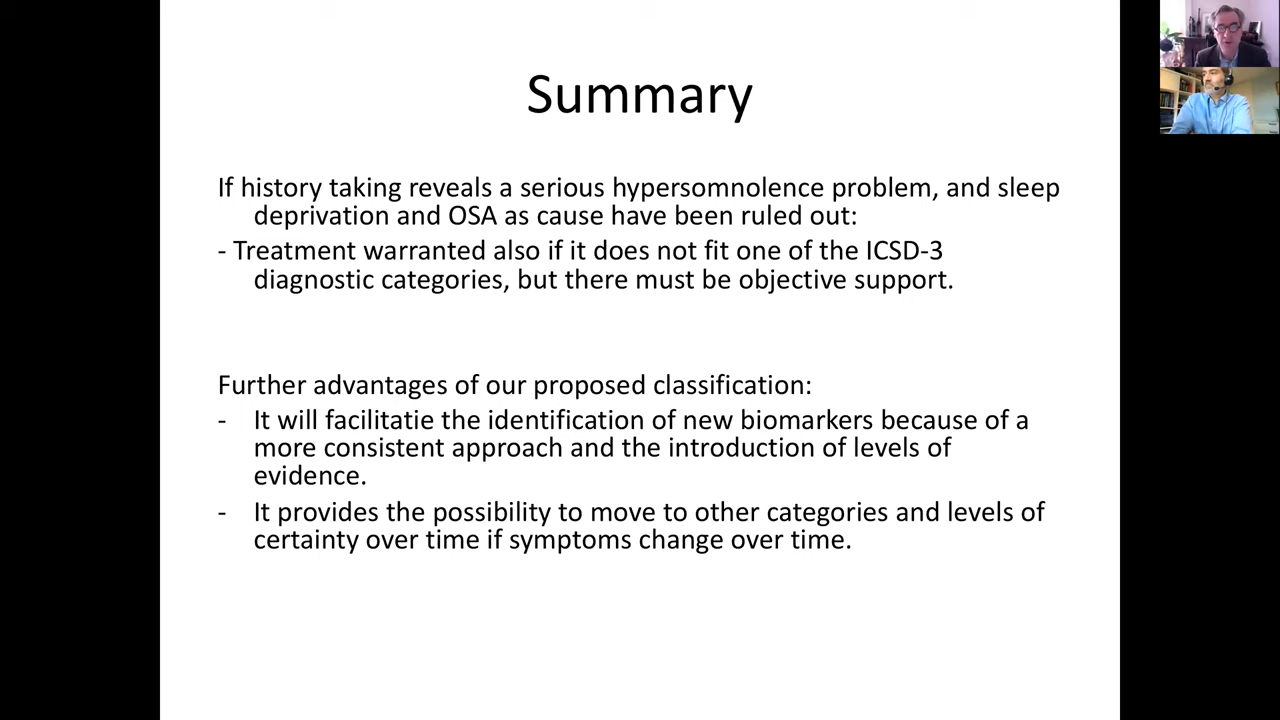 Summary
If history taking reveals a serious hypersomnolence problem, and sleep
deprivation and OSA as cause have been ruled out:
- Treatment warranted also if it does not fit one of the ICSD-3
diagnostic categories, but there must be objective support.
Further advantages of our proposed classification:
- It will facilitatie the identification of new biomarkers because of a
more consistent approach and the introduction of levels of
evidence.
- It provides the possibility to move to other categories and levels of
certainty over time if symptoms change over time.